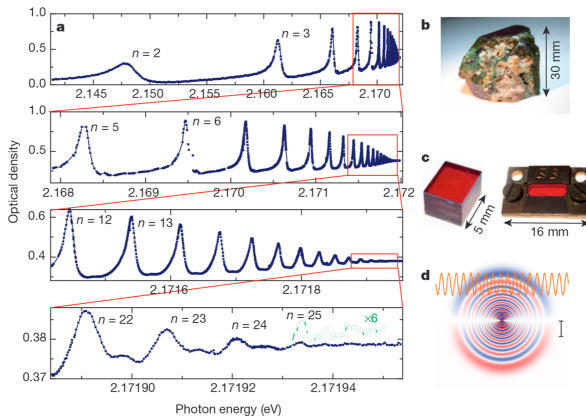 a
1.0
0.5
0.0
n = 2
n = 3
2.145
2.150
2.155
2.160
2.165
2.170
1.0
0.5
n = 5
n = 6
2.168
2.169
2.170
2.171
2.172
0.6
0.4
n = 12
n = 13
2.1716
2.1718
0.38
0.37
n = 22
n = 23
n = 24
n = 25
×6
2.17190
2.17192
2.17194
Optical density
Photon energy (eV)
b
30 mm
c
5 mm
16 mm
d